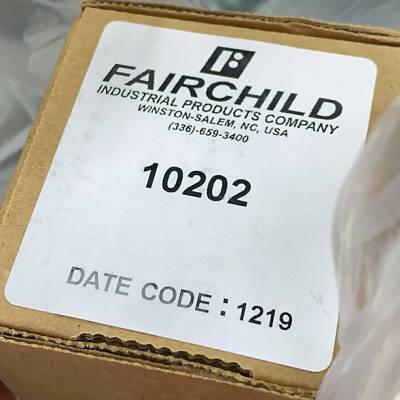 FAIRCHILD
INDUSTRIAL PRODUCTS COMPANY
WINSTON-SALEM, NC, USA
(336)-659-3400
10202
DATE CODE : 1219